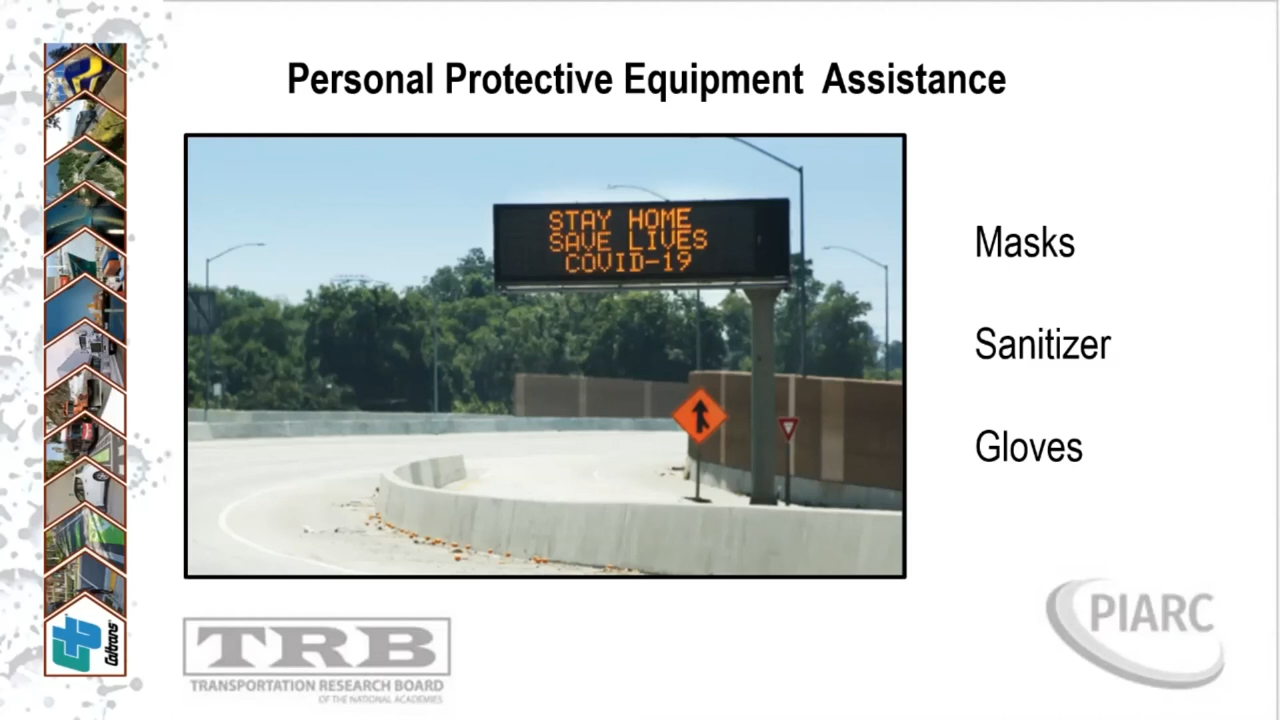 Personal Protective Equipment Assistance
STAY HOME
SAVE LIVES
COVID-19
Masks
Sanitizer
Gloves
Caltrans
TRB
TRANSPORTATION RESEARCH BOARD
OF THE NATIONAL ACADEMIES
PIARC